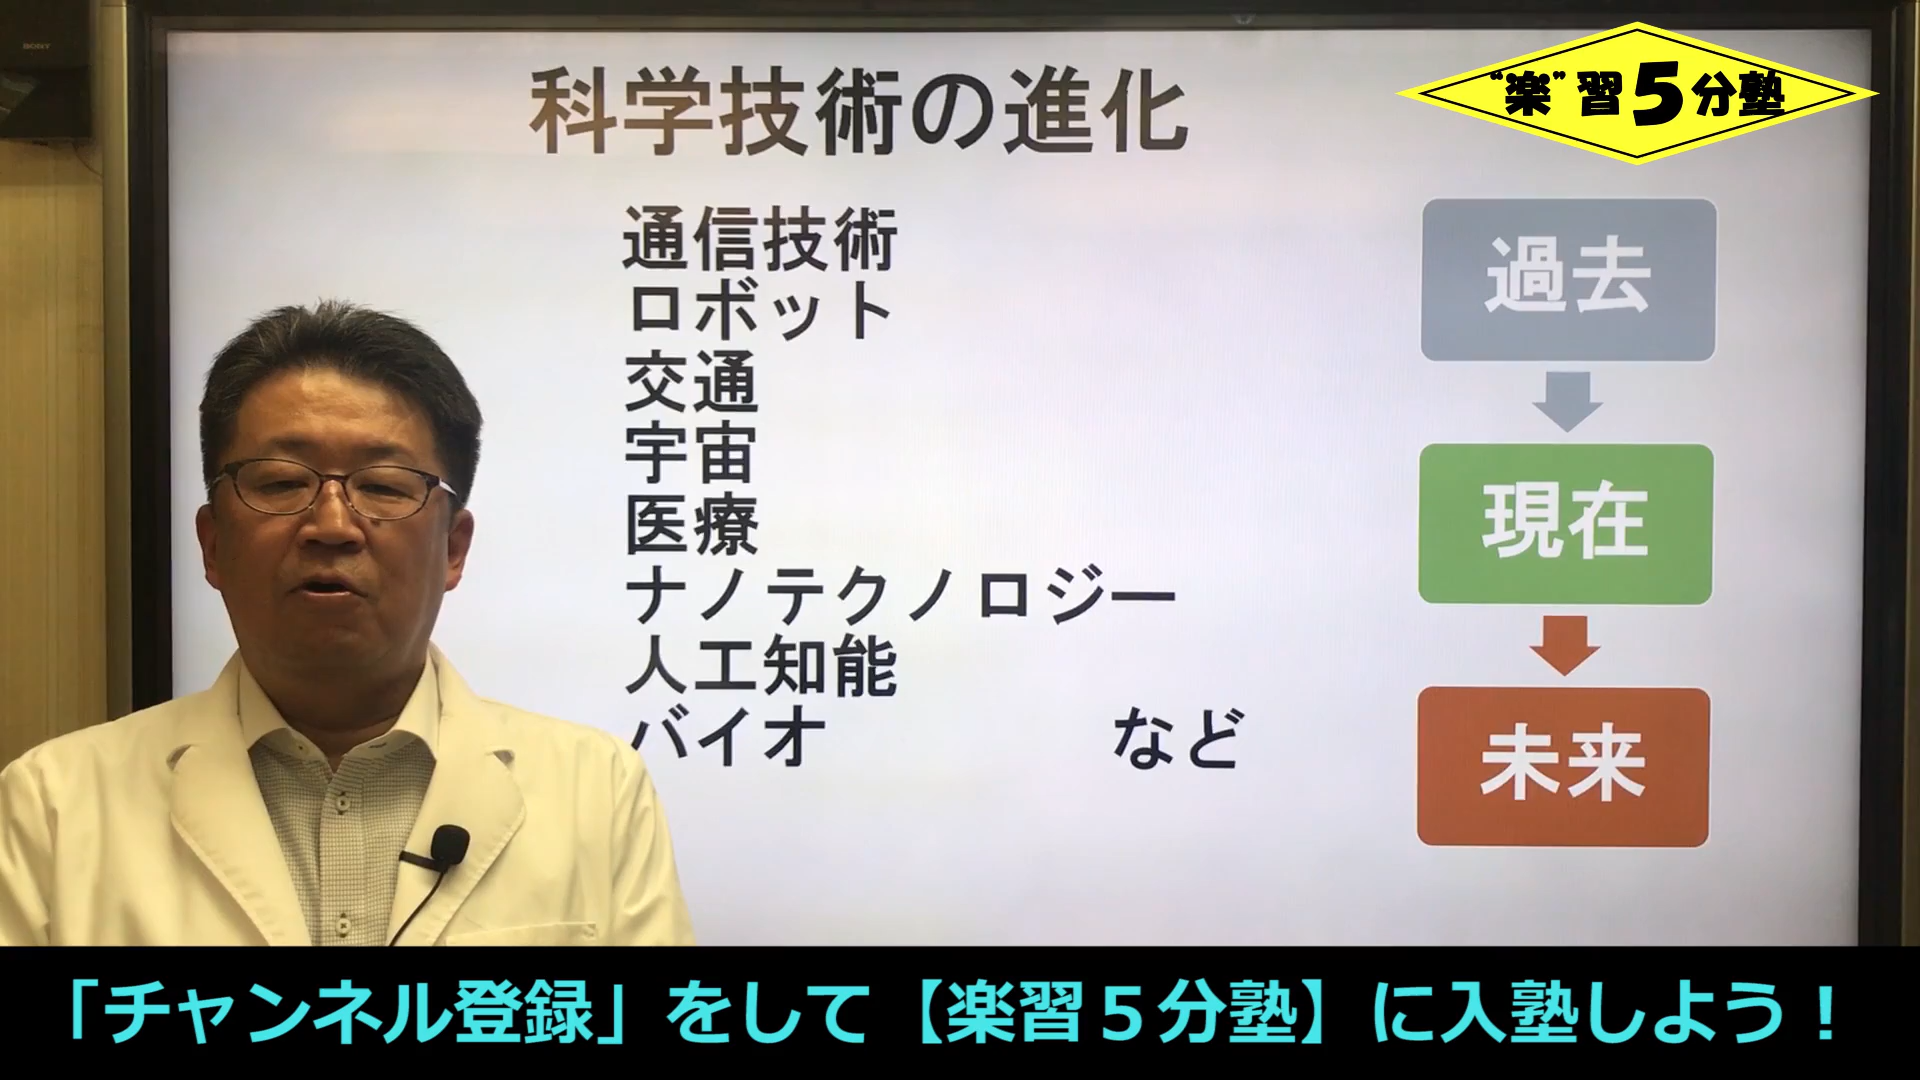 科学技術の進化
“楽”習5分塾
通信技術
ロボット
交通
宇宙
医療
ナノテクノロジー
人工知能
バイオ　など
過去
現在
未来
「チャンネル登録」をして【楽習５分塾】に入塾しよう！
SONY